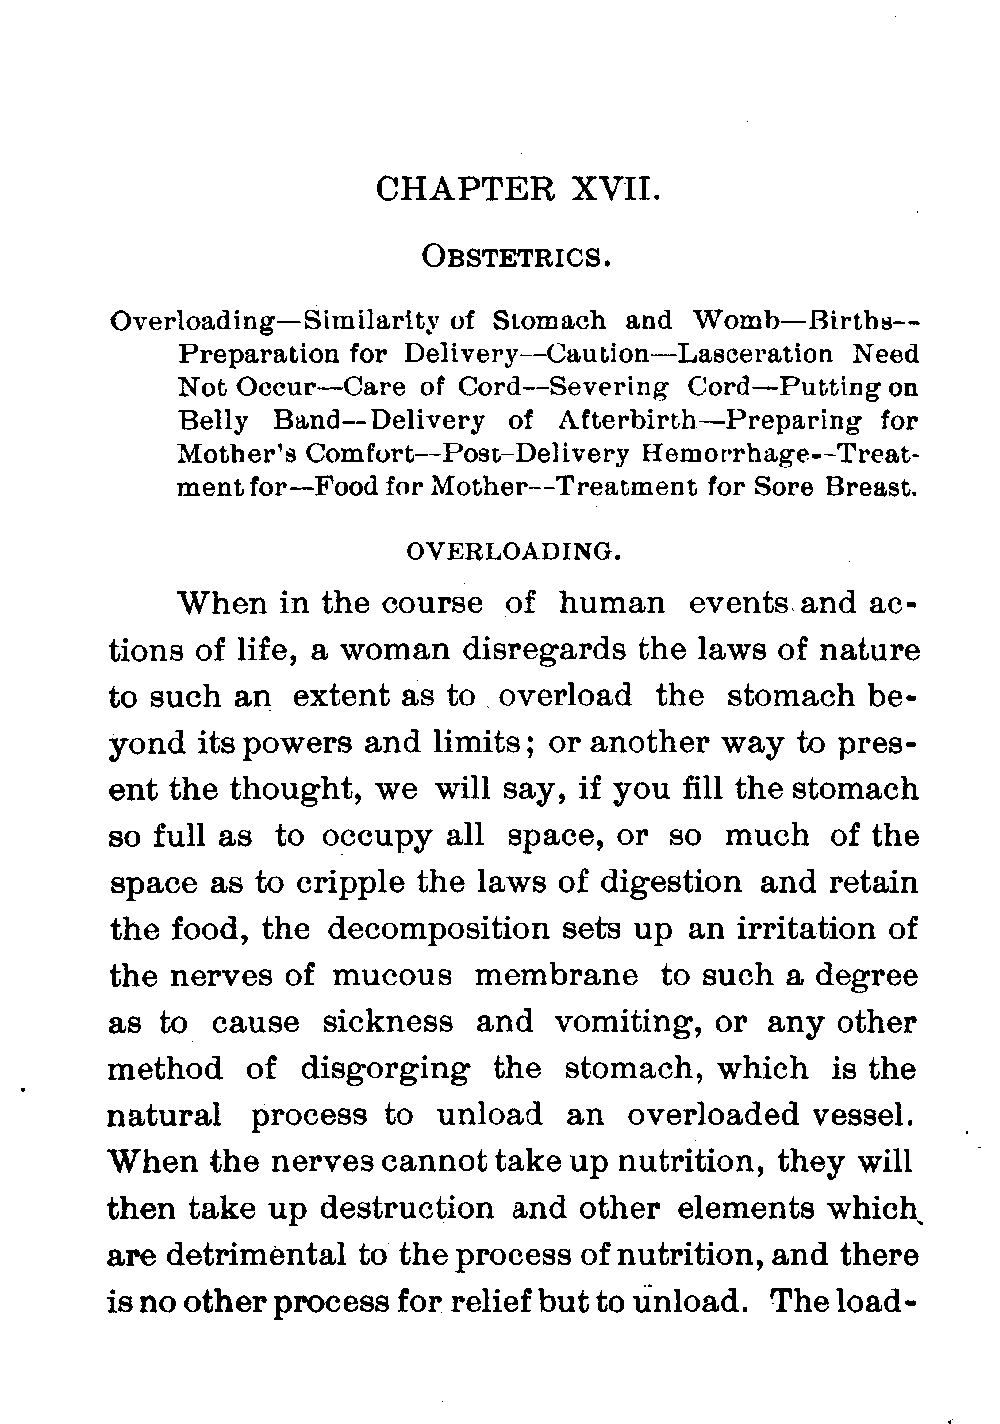 CHAPTER XVII.
OBSTETRICS.
Overloading—Similarity of Stomach and Womb—Births--
Preparation for Delivery—Caution—Lasceration Need
Not Occur—Care of Cord—Severing Cord—Putting on
Belly Band—Delivery of Afterbirth—Preparing for
Mother's Comfort—Post-Delivery Hemorrhage--Treat-
ment for—Food for Mother—Treatment for Sore Breast.
OVERLOADING.
When in the course of human events and ac-
tions of life, a woman disregards the laws of nature
to such an extent as to overload the stomach be-
yond its powers and limits; or another way to pres-
ent the thought, we will say, if you fill the stomach
so full as to occupy all space, or so much of the
space as to cripple the laws of digestion and retain
the food, the decomposition sets up an irritation of
the nerves of mucous membrane to such a degree
as to cause sickness and vomiting, or any other
method of disgorging the stomach, which is the
natural process to unload an overloaded vessel.
When the nerves cannot take up nutrition, they will
then take up destruction and other elements which
are detrimental to the process of nutrition, and there
is no other process for relief but to unload. The load-